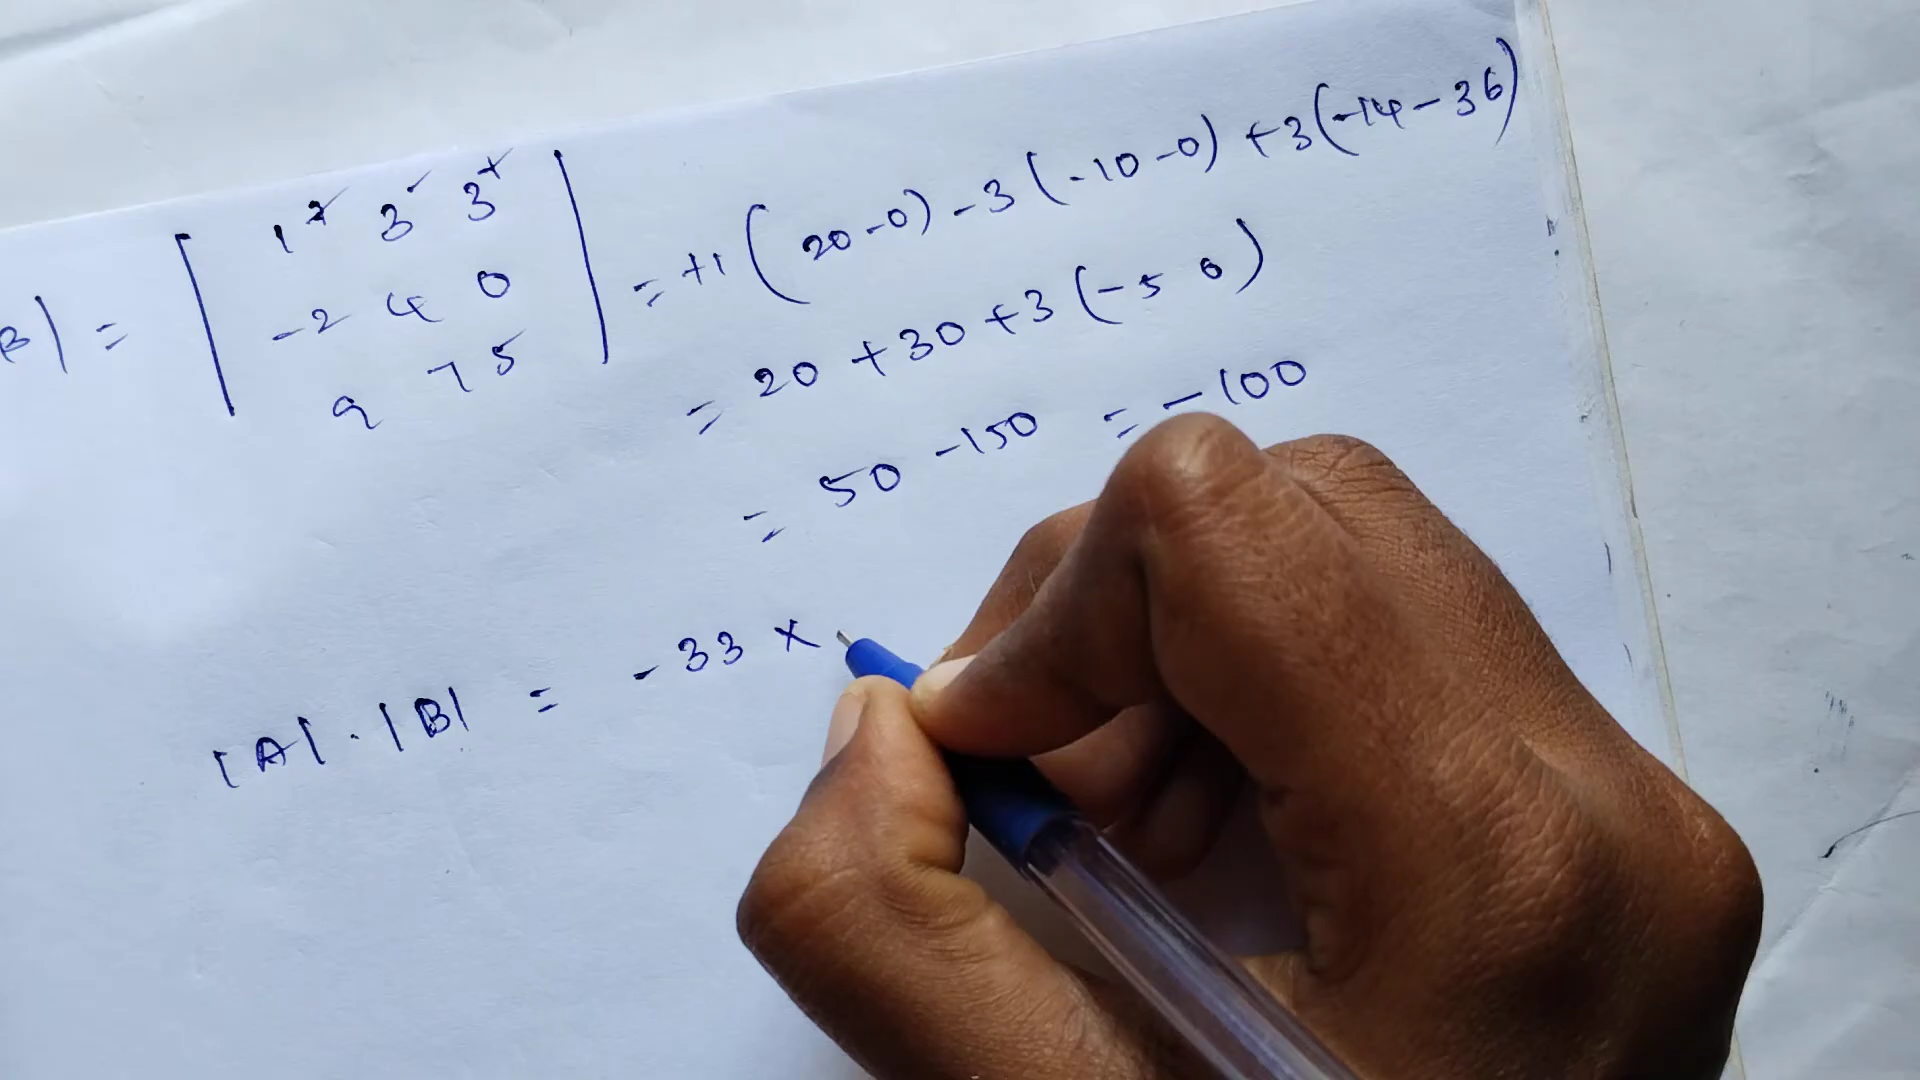 B| = | 1 3 3 | = +1(20-0) -3(-10-0) +3(-14-36)
-2 4 0
9 7 5
= 20 +30 +3(-50)
= 50 -150 = -100
|A| . |B| = -33 ×